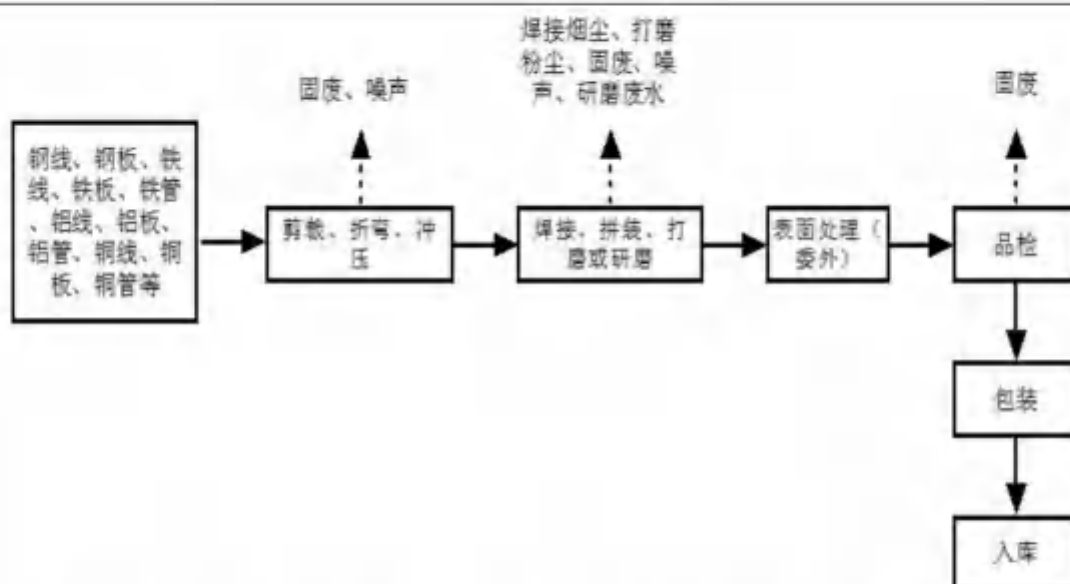 焊接烟尘、打磨
粉尘、固废、噪
声、研磨废水
固废、噪声
固废
钢线、钢板、铁
线、铁板、铁管
、铝线、铝板、
铝管、铜线、铜
板、铜管等
剪裁、折弯、冲
压
焊接、拼装、打
磨或研磨
表面处理（
委外）
品检
包装
入库